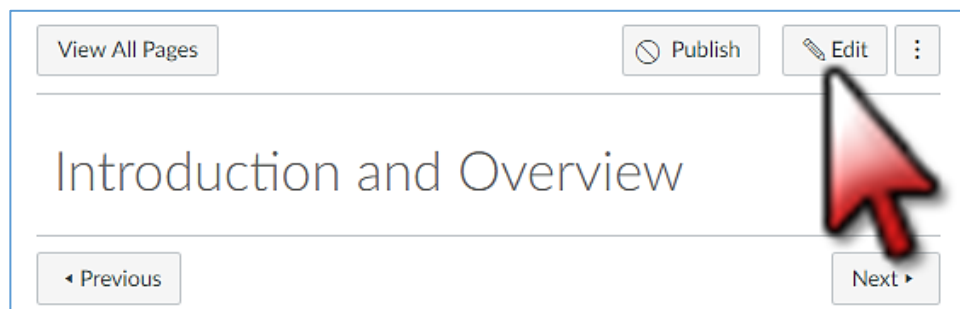 View All Pages Publish Edit
Introduction and Overview
Previous Next